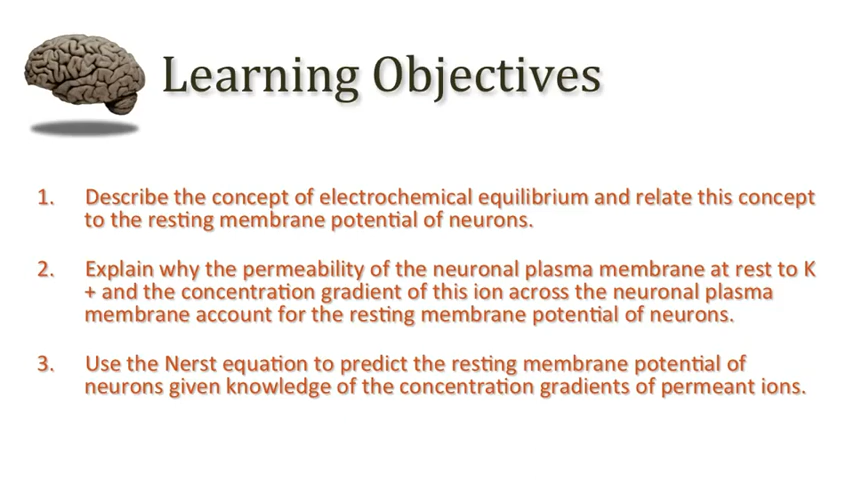 Learning Objectives
1. Describe the concept of electrochemical equilibrium and relate this concept
to the resting membrane potential of neurons.
2. Explain why the permeability of the neuronal plasma membrane at rest to K
+ and the concentration gradient of this ion across the neuronal plasma
membrane account for the resting membrane potential of neurons.
3. Use the Nerst equation to predict the resting membrane potential of
neurons given knowledge of the concentration gradients of permeant ions.